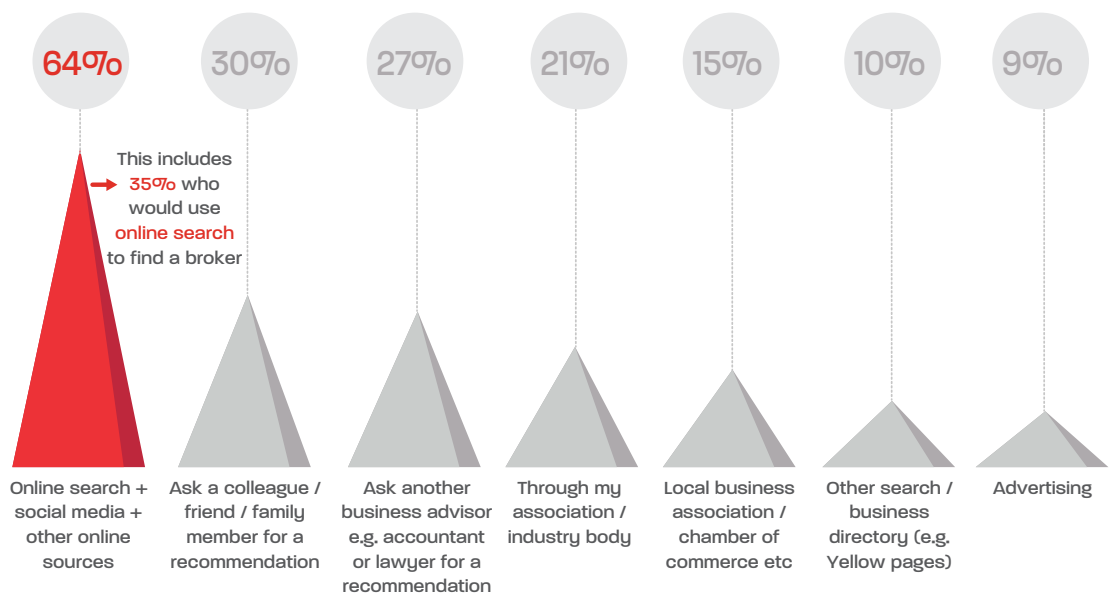 64%
30%
27%
21%
15%
10%
9%
This includes
35% who
would use
online search
to find a broker
Online search +
social media +
other online
sources
Ask a colleague /
friend / family
member for a
recommendation
Ask another
business advisor
e.g. accountant
or lawyer for a
recommendation
Through my
association /
industry body
Local business
association /
chamber of
commerce etc
Other search /
business
directory (e.g.
Yellow pages)
Advertising